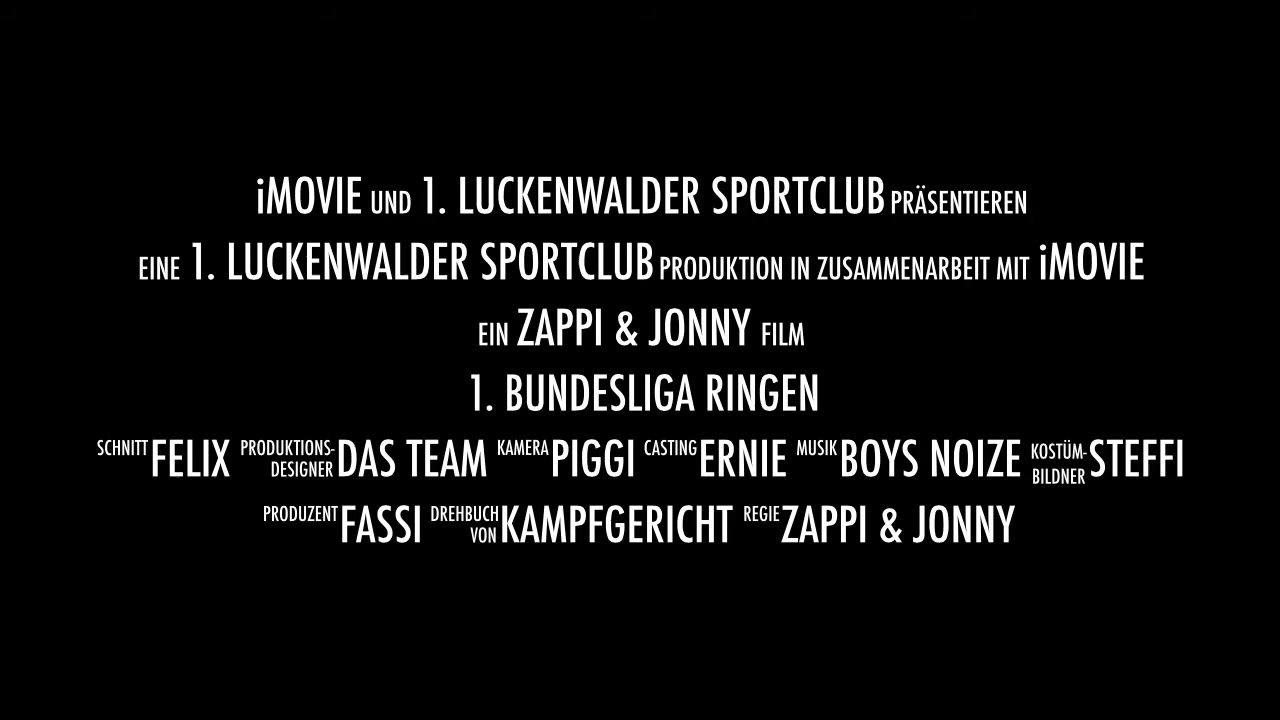 iMOVIE UND 1. LUCKENWALDER SPORTCLUB PRÄSENTIEREN
EINE 1. LUCKENWALDER SPORTCLUB PRODUKTION IN ZUSAMMENARBEIT MIT iMOVIE
EIN ZAPPI & JONNY FILM
1. BUNDESLIGA RINGEN
SCHNITT FELIX PRODUKTIONS-DESIGNER DAS TEAM KAMERA PIGGI CASTING ERNIE MUSIK BOYS NOIZE KOSTÜM-BILDNER STEFFI
PRODUZENT FASSI DREHBUCH VON KAMPFGERICHT REGIE ZAPPI & JONNY